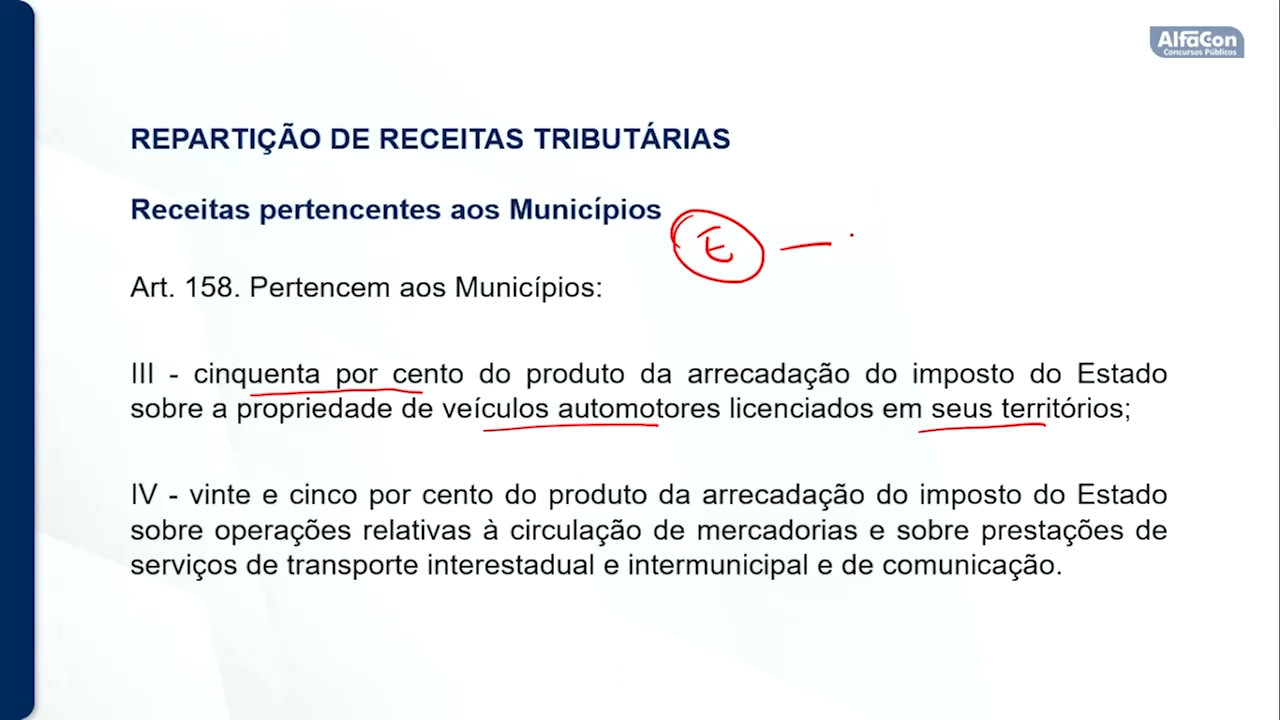 AlfaCon
Concursos Públicos
REPARTIÇÃO DE RECEITAS TRIBUTÁRIAS
Receitas pertencentes aos Municípios
E —
Art. 158. Pertencem aos Municípios:
III - cinquenta por cento do produto da arrecadação do imposto do Estado
sobre a propriedade de veículos automotores licenciados em seus territórios;
IV - vinte e cinco por cento do produto da arrecadação do imposto do Estado
sobre operações relativas à circulação de mercadorias e sobre prestações de
serviços de transporte interestadual e intermunicipal e de comunicação.